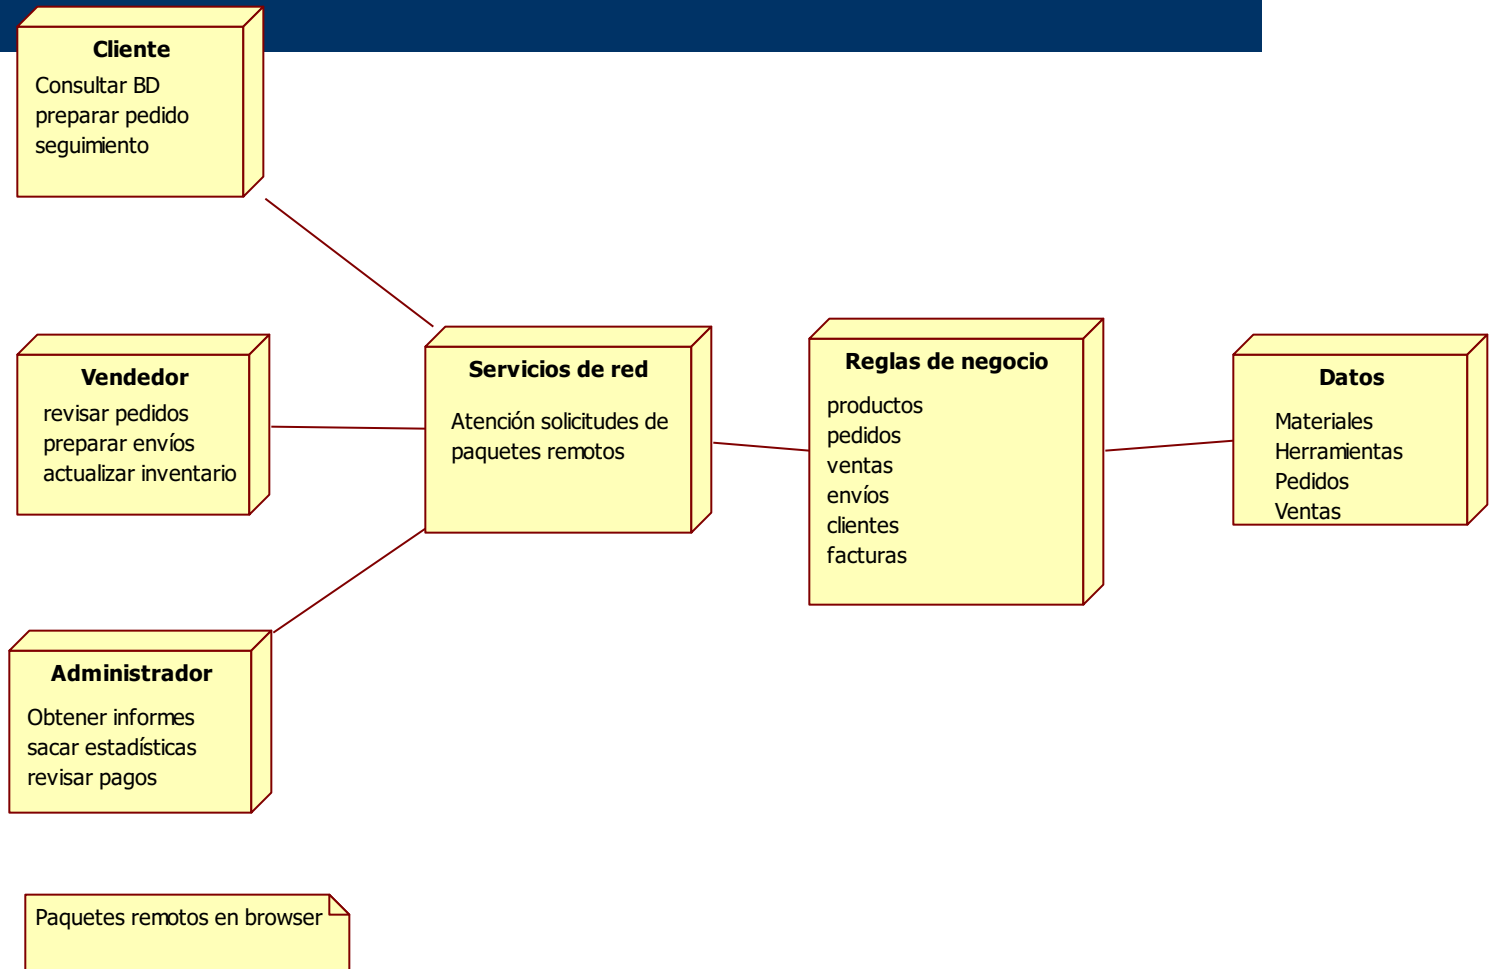 Cliente
Consultar BD
preparar pedido
seguimiento
Vendedor
revisar pedidos
preparar envíos
actualizar inventario
Administrador
Obtener informes
sacar estadísticas
revisar pagos
Servicios de red
Atención solicitudes de
paquetes remotos
Reglas de negocio
productos
pedidos
ventas
envíos
clientes
facturas
Datos
Materiales
Herramientas
Pedidos
Ventas
Paquetes remotos en browser